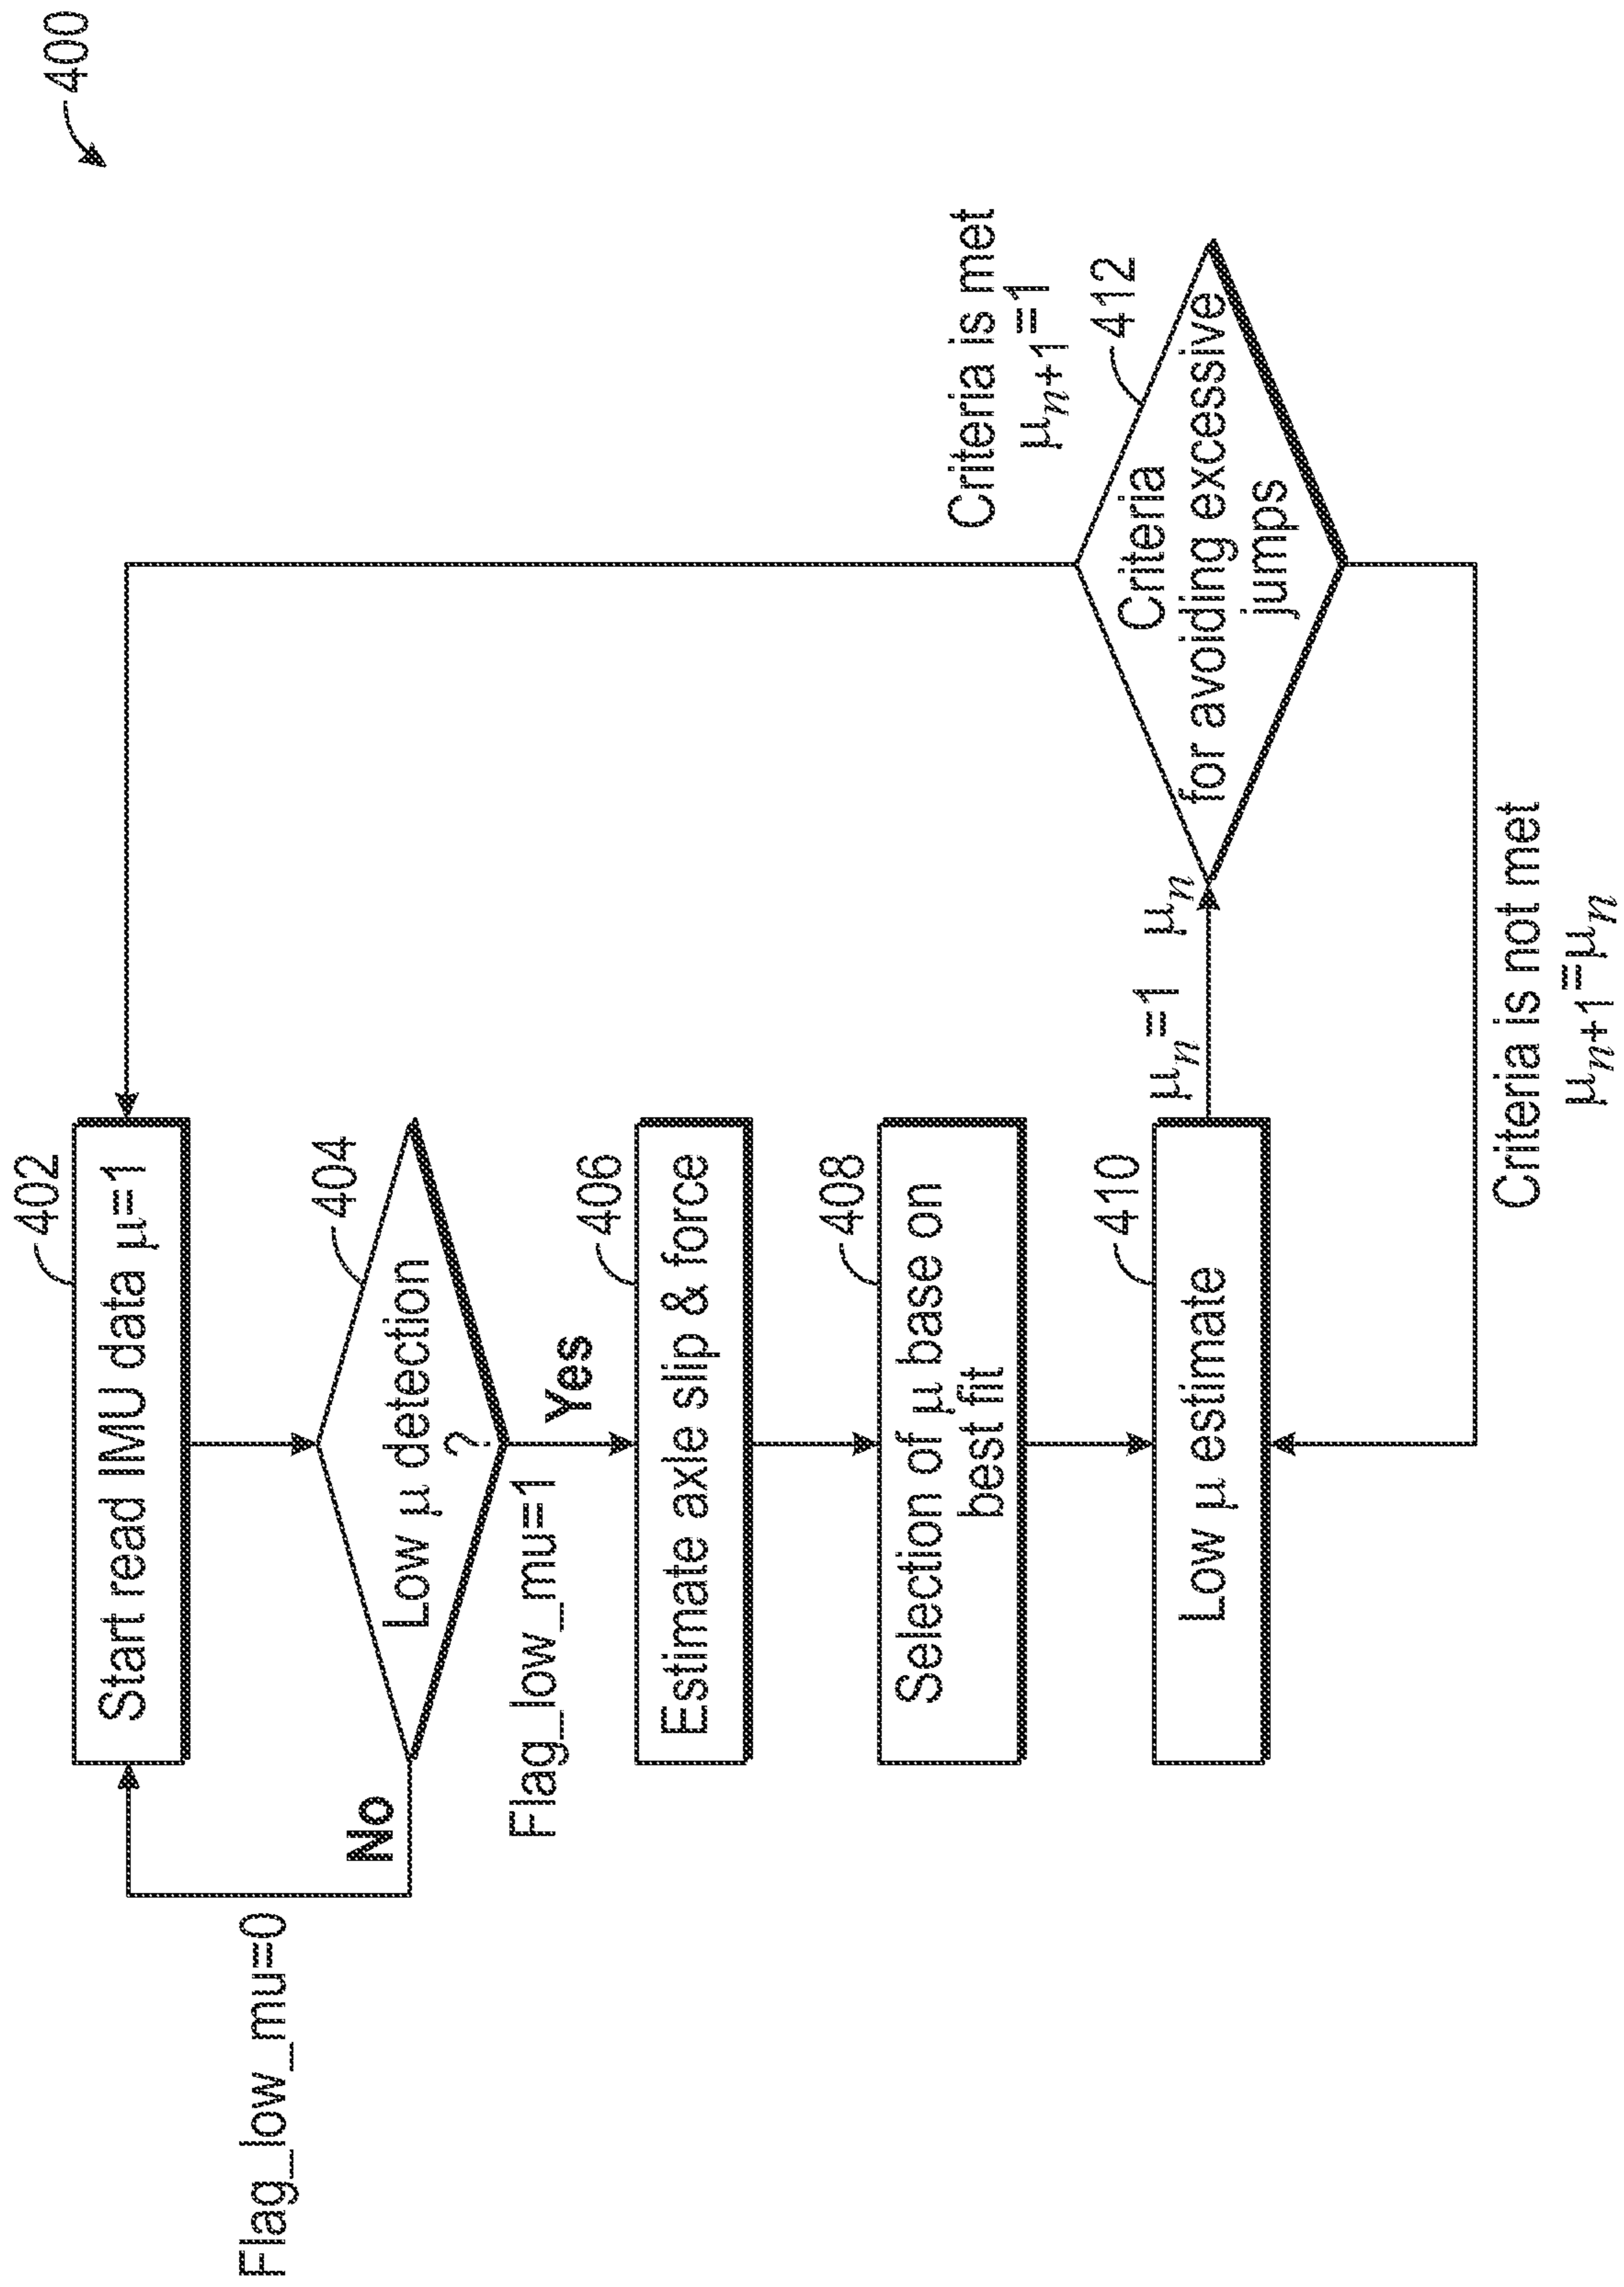 400
402
Start read IMU data µ=1
404
Low µ detection
?
No
Flag_low_mu=0
Yes
Flag_low_mu=1
406
Estimate axle slip & force
408
Selection of µ base on
best fit
410
Low µ estimate
µn=1 µn
412
Criteria
for avoiding excessive
jumps
Criteria is met
µn+1=1
Criteria is not met
µn+1=µn